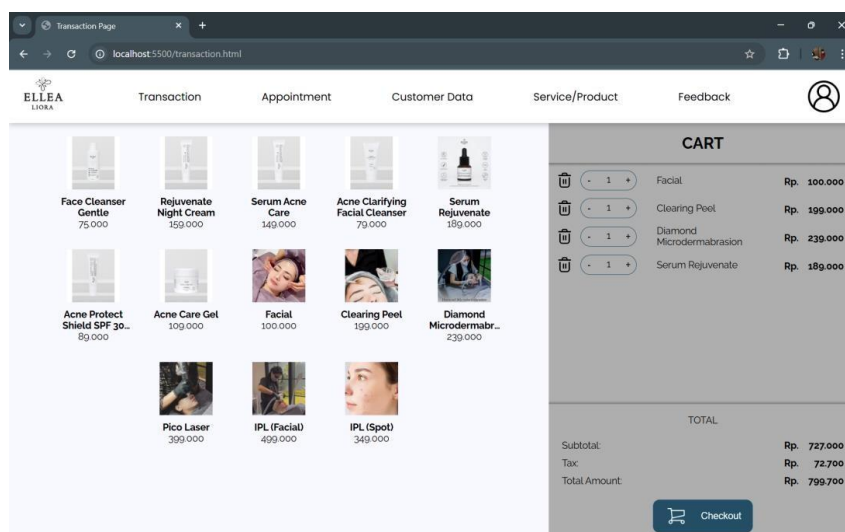 Transaction Page
localhost:5500/transaction.html
ELLEA
LIORA
Transaction
Appointment
Customer Data
Service/Product
Feedback
Face Cleanser
Gentle
75.000
Rejuvenate
Night Cream
159.000
Serum Acne
Care
149.000
Acne Clarifying
Facial Cleanser
79.000
Serum
Rejuvenate
189.000
Acne Protect
Shield SPF 30...
89.000
Acne Care Gel
109.000
Facial
100.000
Clearing Peel
199.000
Diamond
Microdermabr...
239.000
Pico Laser
399.000
IPL (Facial)
499.000
IPL (Spot)
349.000
CART
- 1 + Facial Rp. 100.000
- 1 + Clearing Peel Rp. 199.000
- 1 + Diamond
Microdermabrasion Rp. 239.000
- 1 + Serum Rejuvenate Rp. 189.000
TOTAL
Subtotal: Rp. 727.000
Tax: Rp. 72.700
Total Amount: Rp. 799.700
Checkout